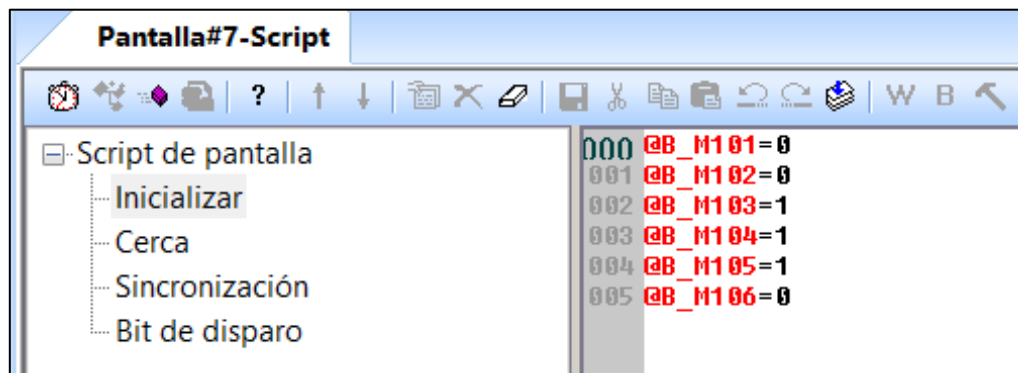 Pantalla#7-Script
? W B
Script de pantalla
Inicializar
Cerca
Sincronización
Bit de disparo
000 @B_M101=0
001 @B_M102=0
002 @B_M103=1
003 @B_M104=1
004 @B_M105=1
005 @B_M106=0